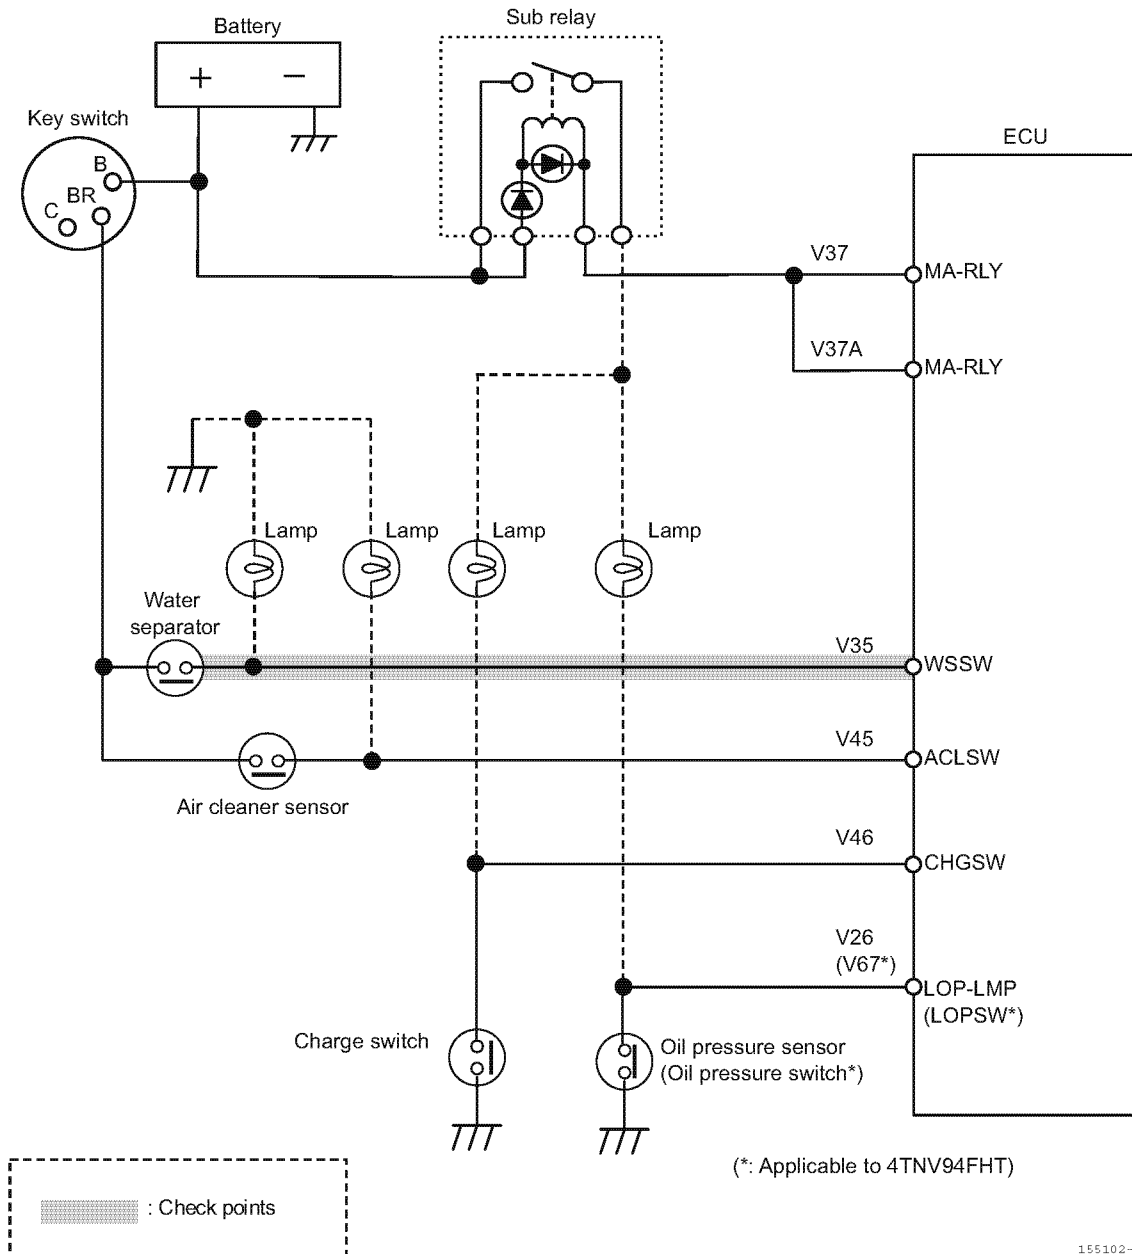 Sub relay
Battery
+ −
Key switch
ECU
B
BR
C
V37
MA-RLY
V37A
MA-RLY
Lamp
Lamp
Lamp
Lamp
Water
separator
V35
WSSW
V45
ACLSW
Air cleaner sensor
V46
CHGSW
V26
(V67*)
LOP-LMP
(LOPSW*)
Charge switch
Oil pressure sensor
(Oil pressure switch*)
(*: Applicable to 4TNV94FHT)
: Check points
155102-